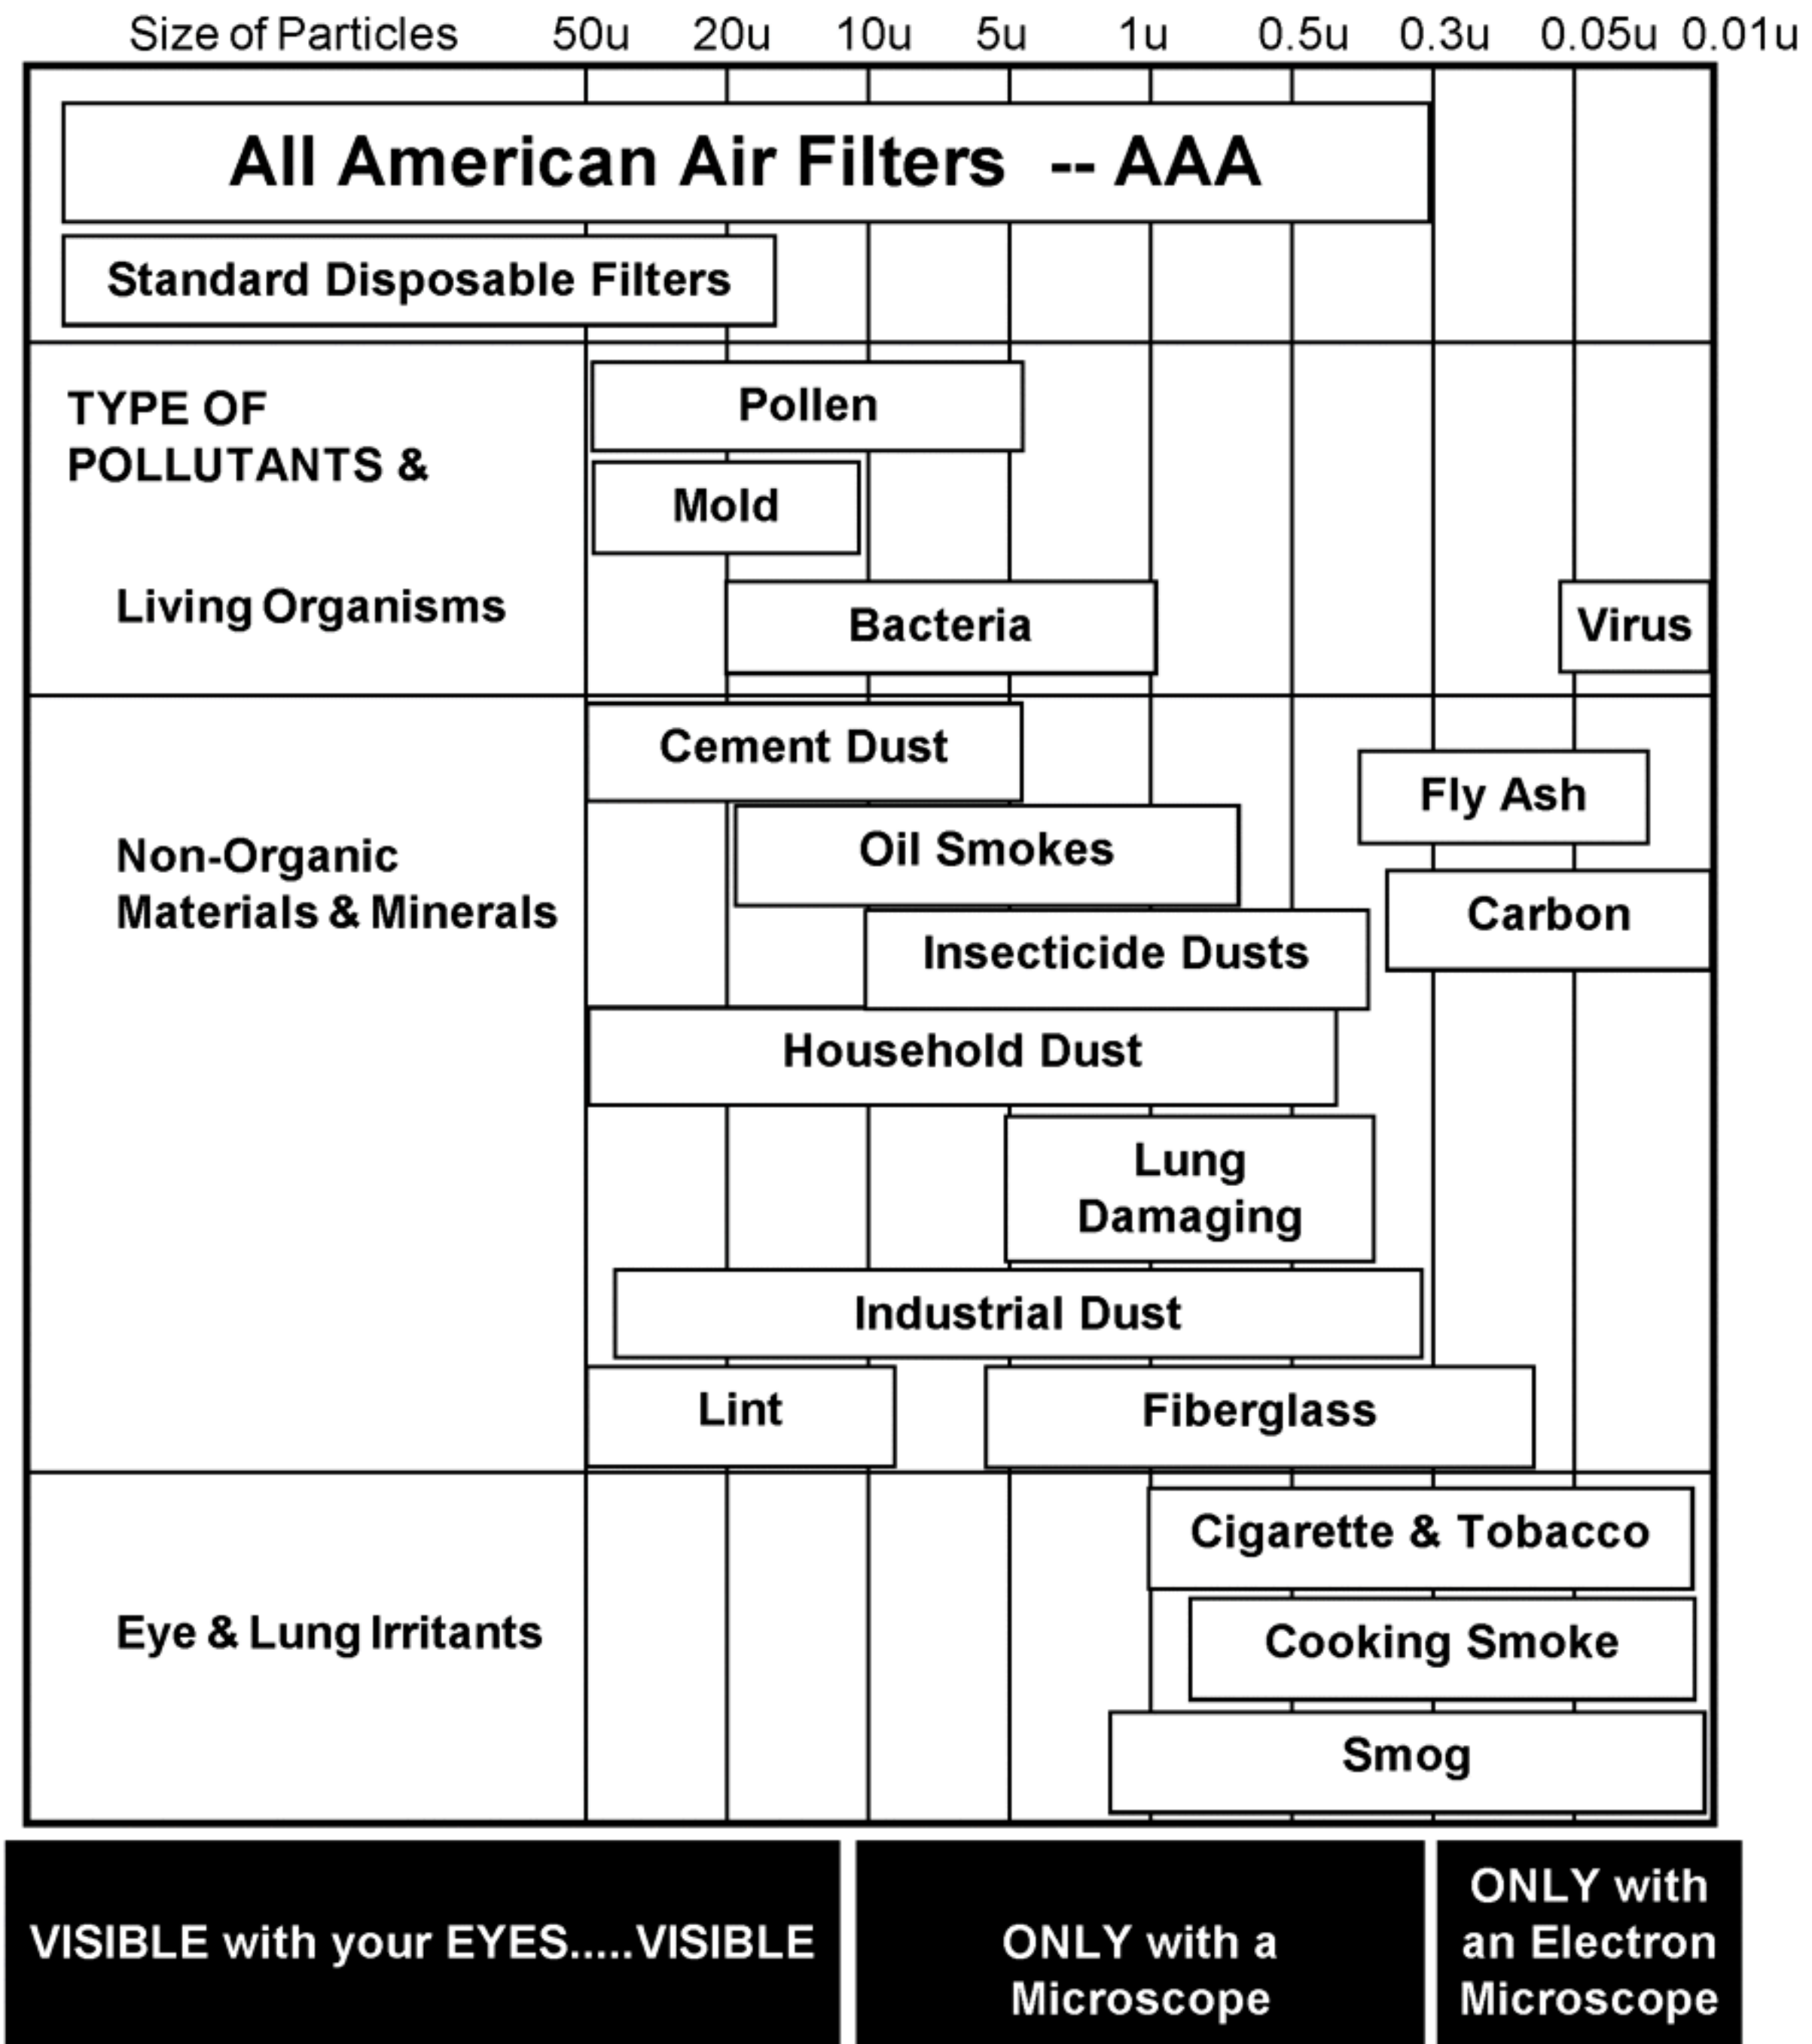 Size of Particles 50u 20u 10u 5u 1u 0.5u 0.3u 0.05u 0.01u
All American Air Filters -- AAA
Standard Disposable Filters
TYPE OF
POLLUTANTS &
Living Organisms
Pollen
Mold
Bacteria
Virus
Non-Organic
Materials & Minerals
Cement Dust
Fly Ash
Oil Smokes
Carbon
Insecticide Dusts
Household Dust
Lung
Damaging
Industrial Dust
Lint
Fiberglass
Eye & Lung Irritants
Cigarette & Tobacco
Cooking Smoke
Smog
VISIBLE with your EYES.....VISIBLE
ONLY with a
Microscope
ONLY with
an Electron
Microscope